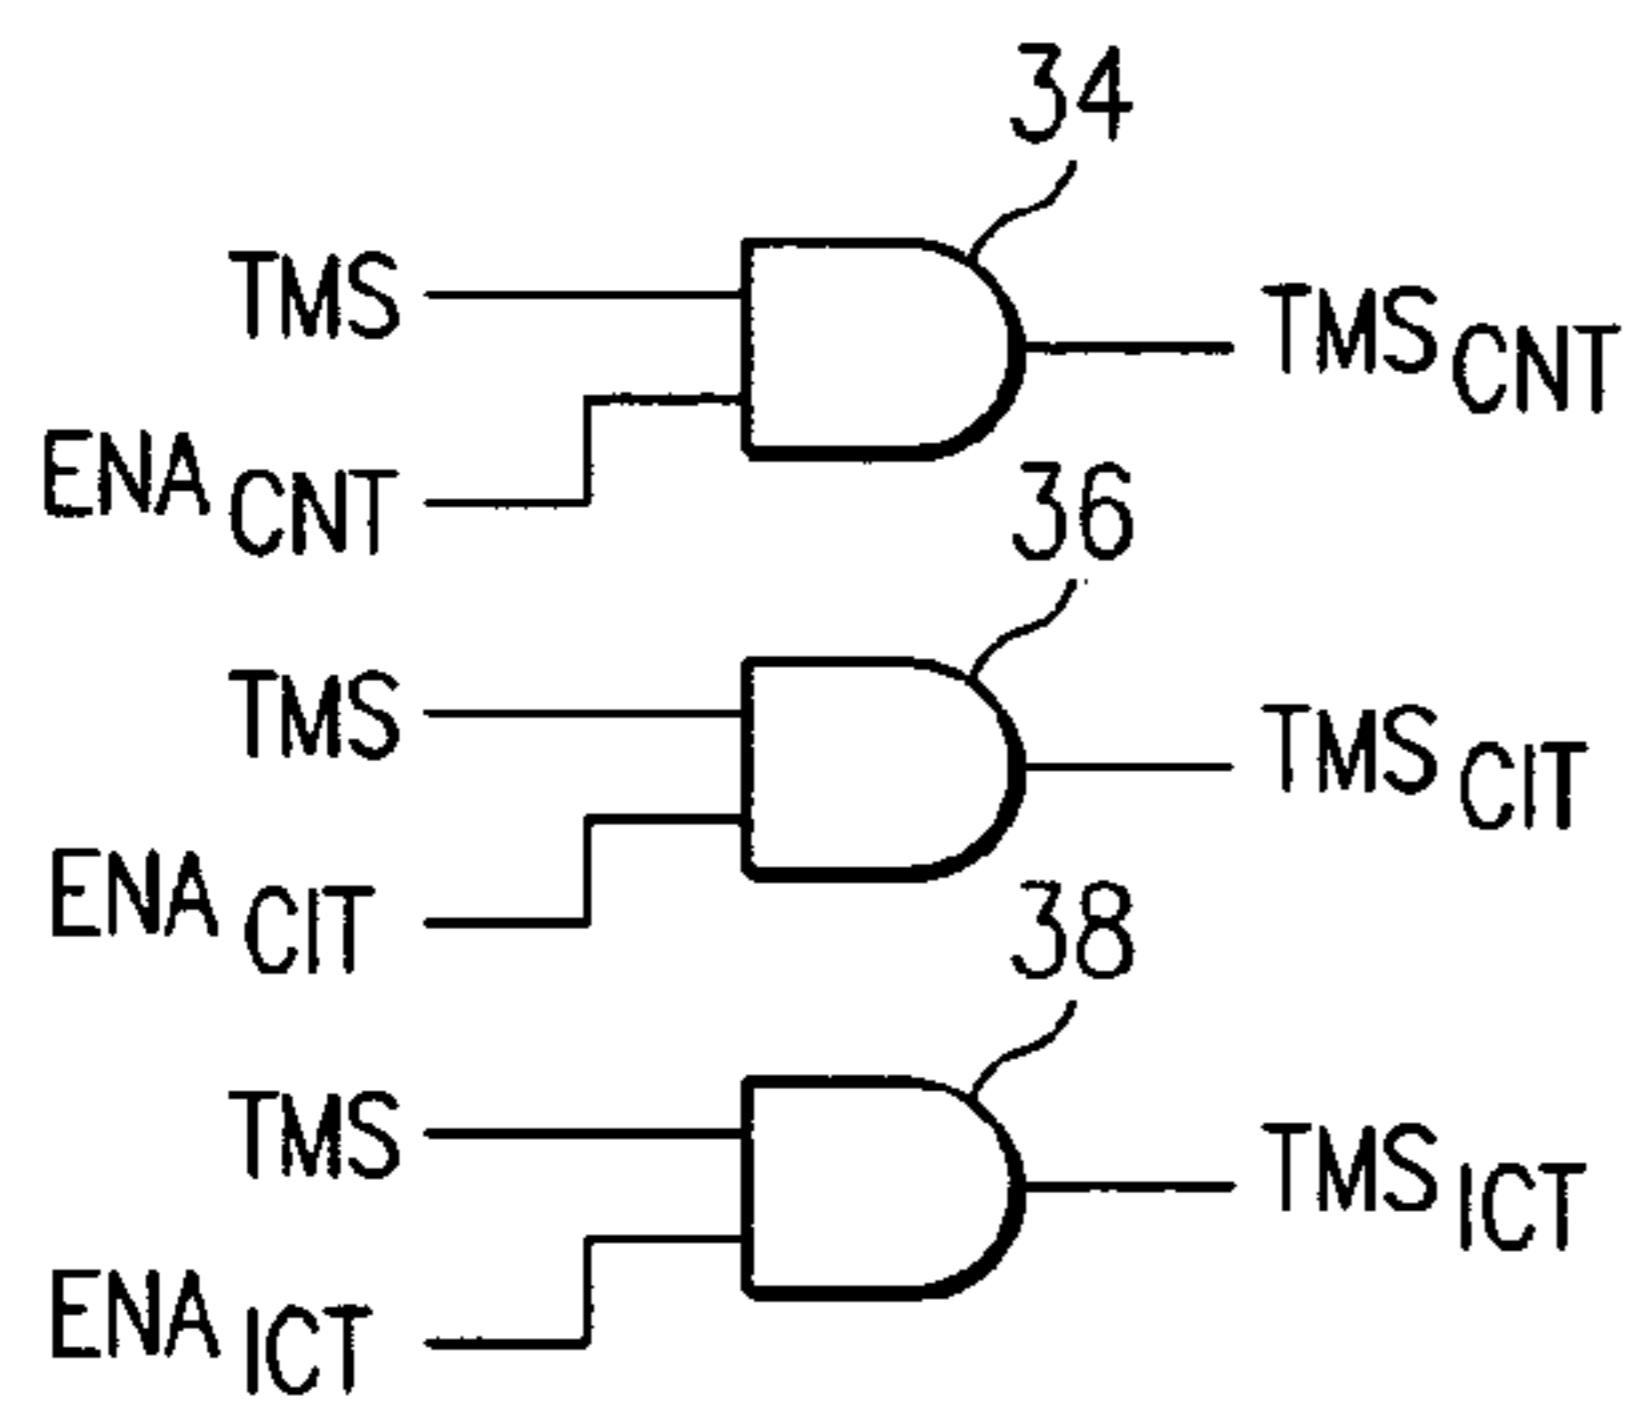 34
TMS
TMS CNT
ENA CNT
36
TMS
TMS CIT
ENA CIT
38
TMS
TMS ICT
ENA ICT